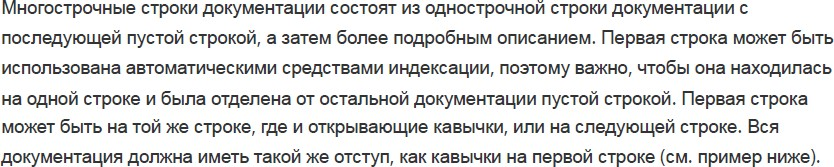 Многострочные строки документации состоят из однострочной строки документации с
последующей пустой строкой, а затем более подробным описанием. Первая строка может быть
использована автоматическими средствами индексации, поэтому важно, чтобы она находилась
на одной строке и была отделена от остальной документации пустой строкой. Первая строка
может быть на той же строке, где и открывающие кавычки, или на следующей строке. Вся
документация должна иметь такой же отступ, как кавычки на первой строке (см. пример ниже).